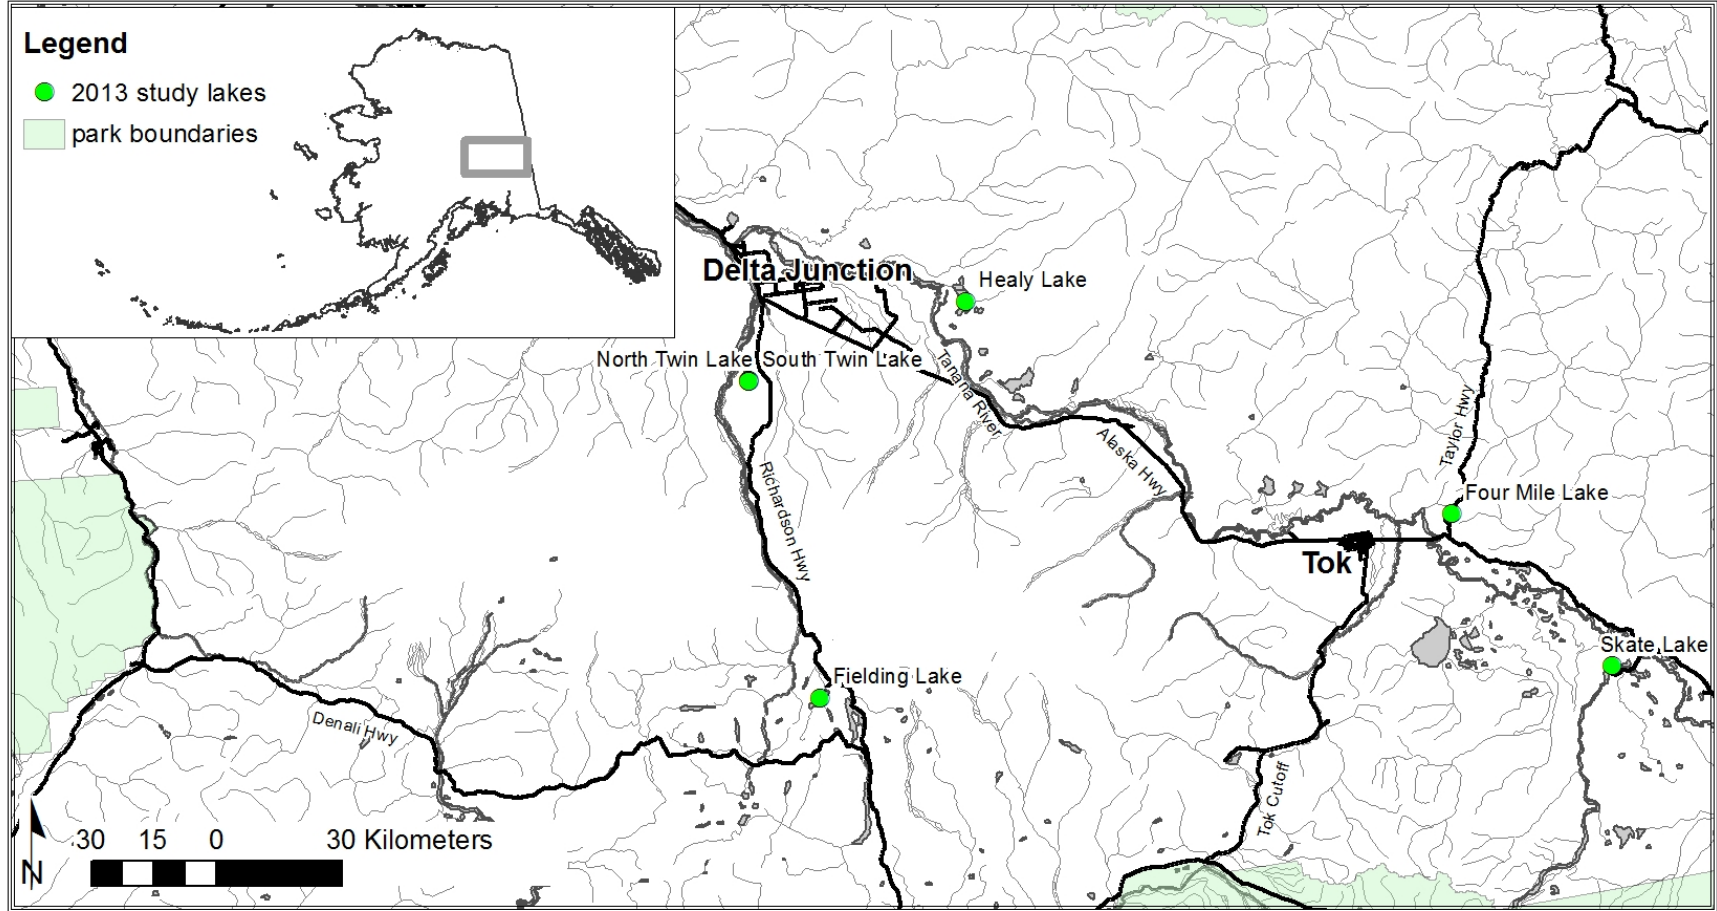 Legend
2013 study lakes
park boundaries
Delta Junction
Healy Lake
North Twin Lake South Twin Lake
Tanana River
Alaska Hwy
Taylor Hwy
Richardson Hwy
Four Mile Lake
Tok
Skate Lake
Fielding Lake
Denali Hwy
Tok Cutoff
30 15 0 30 Kilometers
N